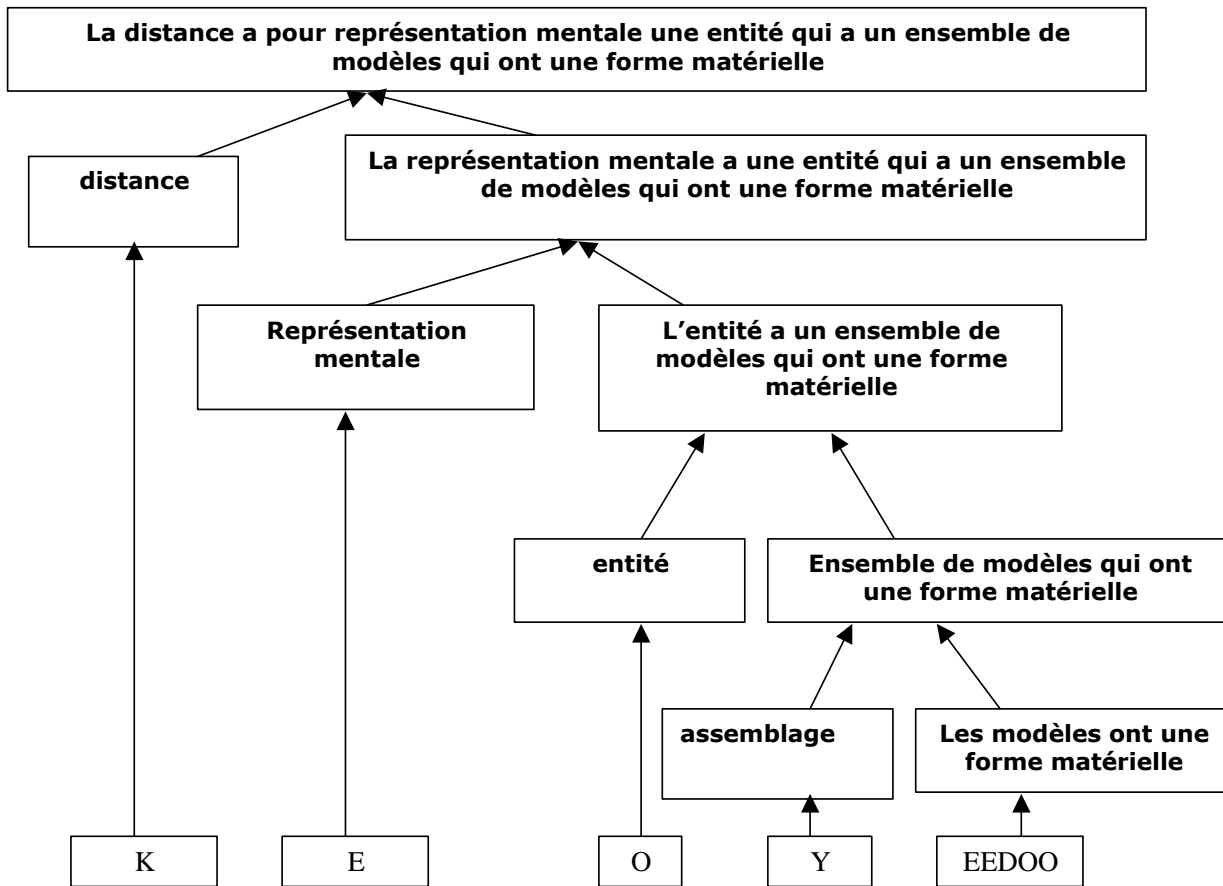 La distance a pour représentation mentale une entité qui a un ensemble de
modèles qui ont une forme matérielle
distance
La représentation mentale a une entité qui a un ensemble
de modèles qui ont une forme matérielle
Représentation
mentale
L’entité a un ensemble de
modèles qui ont une forme
matérielle
entité
Ensemble de modèles qui ont
une forme matérielle
assemblage
Les modèles ont une
forme matérielle
K
E
O
Y
EEDOO